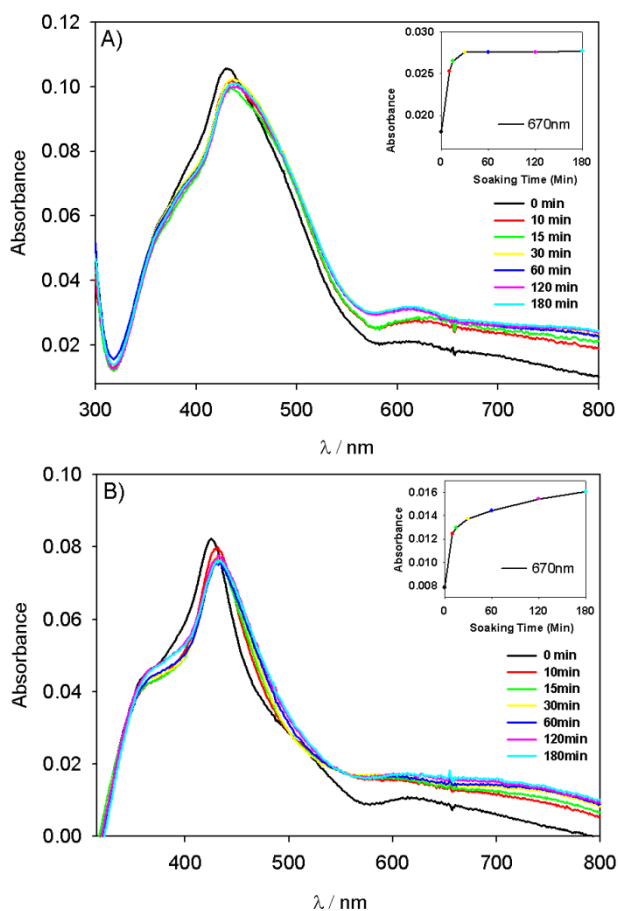 A)
0.12
0.10
0.08
0.06
0.04
0.02
Absorbance
300 400 500 600 700 800
λ / nm
0.030
0.025
0.020
Absorbance
670nm
0 60 120 180
Soaking Time (Min)
0 min
10 min
15 min
30 min
60 min
120 min
180 min
B)
0.10
0.08
0.06
0.04
0.02
0.00
Absorbance
400 500 600 700 800
λ / nm
0.016
0.014
0.012
0.010
0.008
Absorbance
670nm
0 60 120 180
Soaking Time (Min)
0 min
10min
15min
30min
60min
120min
180min